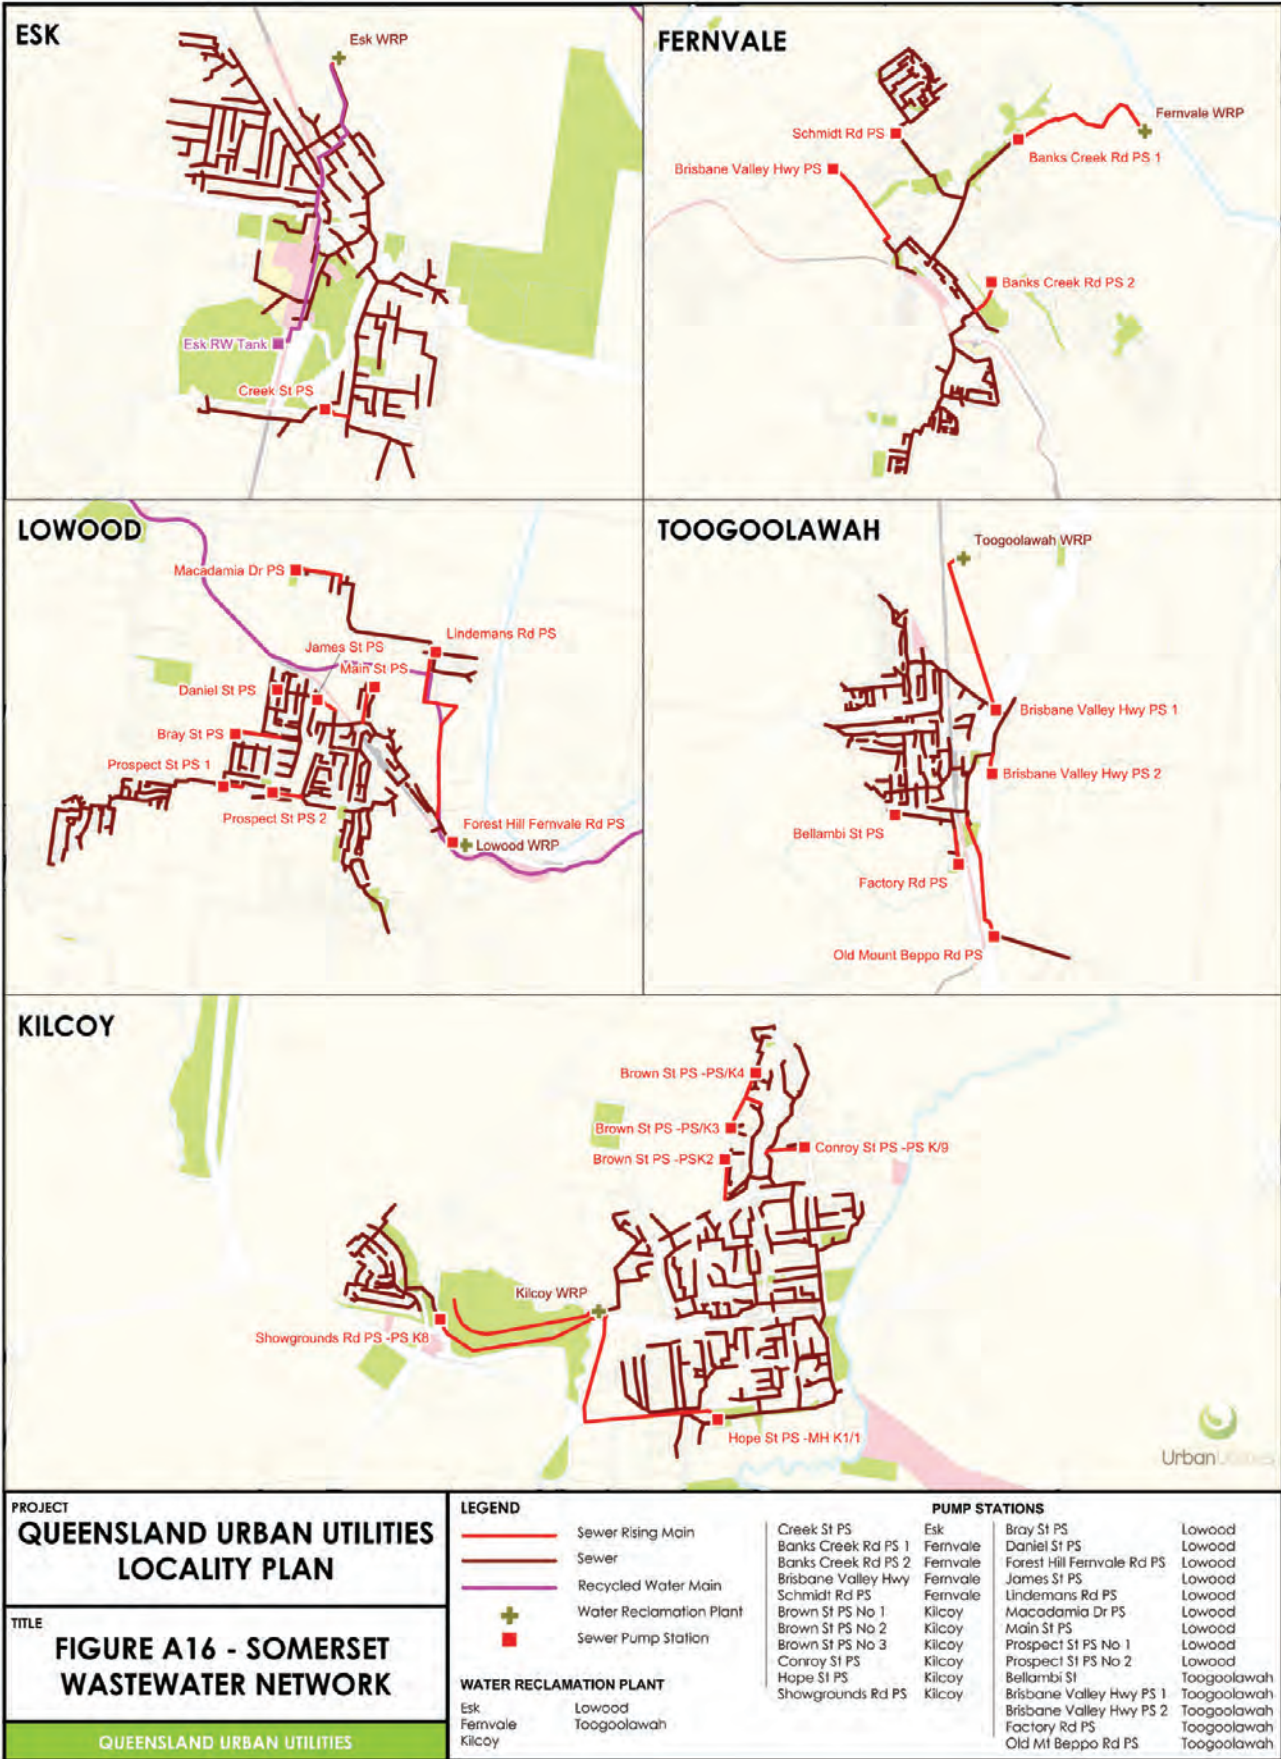 ESK
Esk WRP
Esk RW Tank
Creek St PS
FERNVALE
Fernvale WRP
Schmidt Rd PS
Banks Creek Rd PS 1
Brisbane Valley Hwy PS
Banks Creek Rd PS 2
LOWOOD
Macadamia Dr PS
Lindemans Rd PS
James St PS
Main St PS
Daniel St PS
Bray St PS
Prospect St PS 1
Prospect St PS 2
Forest Hill Fernvale Rd PS
Lowood WRP
TOOGOOLAWAH
Toogoolawah WRP
Brisbane Valley Hwy PS 1
Brisbane Valley Hwy PS 2
Bellambi St PS
Factory Rd PS
Old Mount Beppo Rd PS
KILCOY
Brown St PS -PS/K4
Brown St PS -PS/K3
Conroy St PS -PS K/9
Brown St PS -PSK2
Kilcoy WRP
Showgrounds Rd PS -PS K8
Hope St PS -MH K1/1
Urban
PROJECT
QUEENSLAND URBAN UTILITIES
LOCALITY PLAN
TITLE
FIGURE A16 - SOMERSET
WASTEWATER NETWORK
QUEENSLAND URBAN UTILITIES
LEGEND
Sewer Rising Main
Sewer
Recycled Water Main
Water Reclamation Plant
Sewer Pump Station
WATER RECLAMATION PLANT
Esk Lowood
Fernvale Toogoolawah
Kilcoy
PUMP STATIONS
Creek St PS Esk
Banks Creek Rd PS 1 Fernvale
Banks Creek Rd PS 2 Fernvale
Brisbane Valley Hwy Fernvale
Schmidt Rd PS Fernvale
Brown St PS No 1 Kilcoy
Brown St PS No 2 Kilcoy
Brown St PS No 3 Kilcoy
Conroy St PS Kilcoy
Hope St PS Kilcoy
Showgrounds Rd PS Kilcoy
Bray St PS Lowood
Daniel St PS Lowood
Forest Hill Fernvale Rd PS Lowood
James St PS Lowood
Lindemans Rd PS Lowood
Macadamia Dr PS Lowood
Main St PS Lowood
Prospect St PS No 1 Lowood
Prospect St PS No 2 Lowood
Bellambi St Toogoolawah
Brisbane Valley Hwy PS 1 Toogoolawah
Brisbane Valley Hwy PS 2 Toogoolawah
Factory Rd PS Toogoolawah
Old Mt Beppo Rd PS Toogoolawah